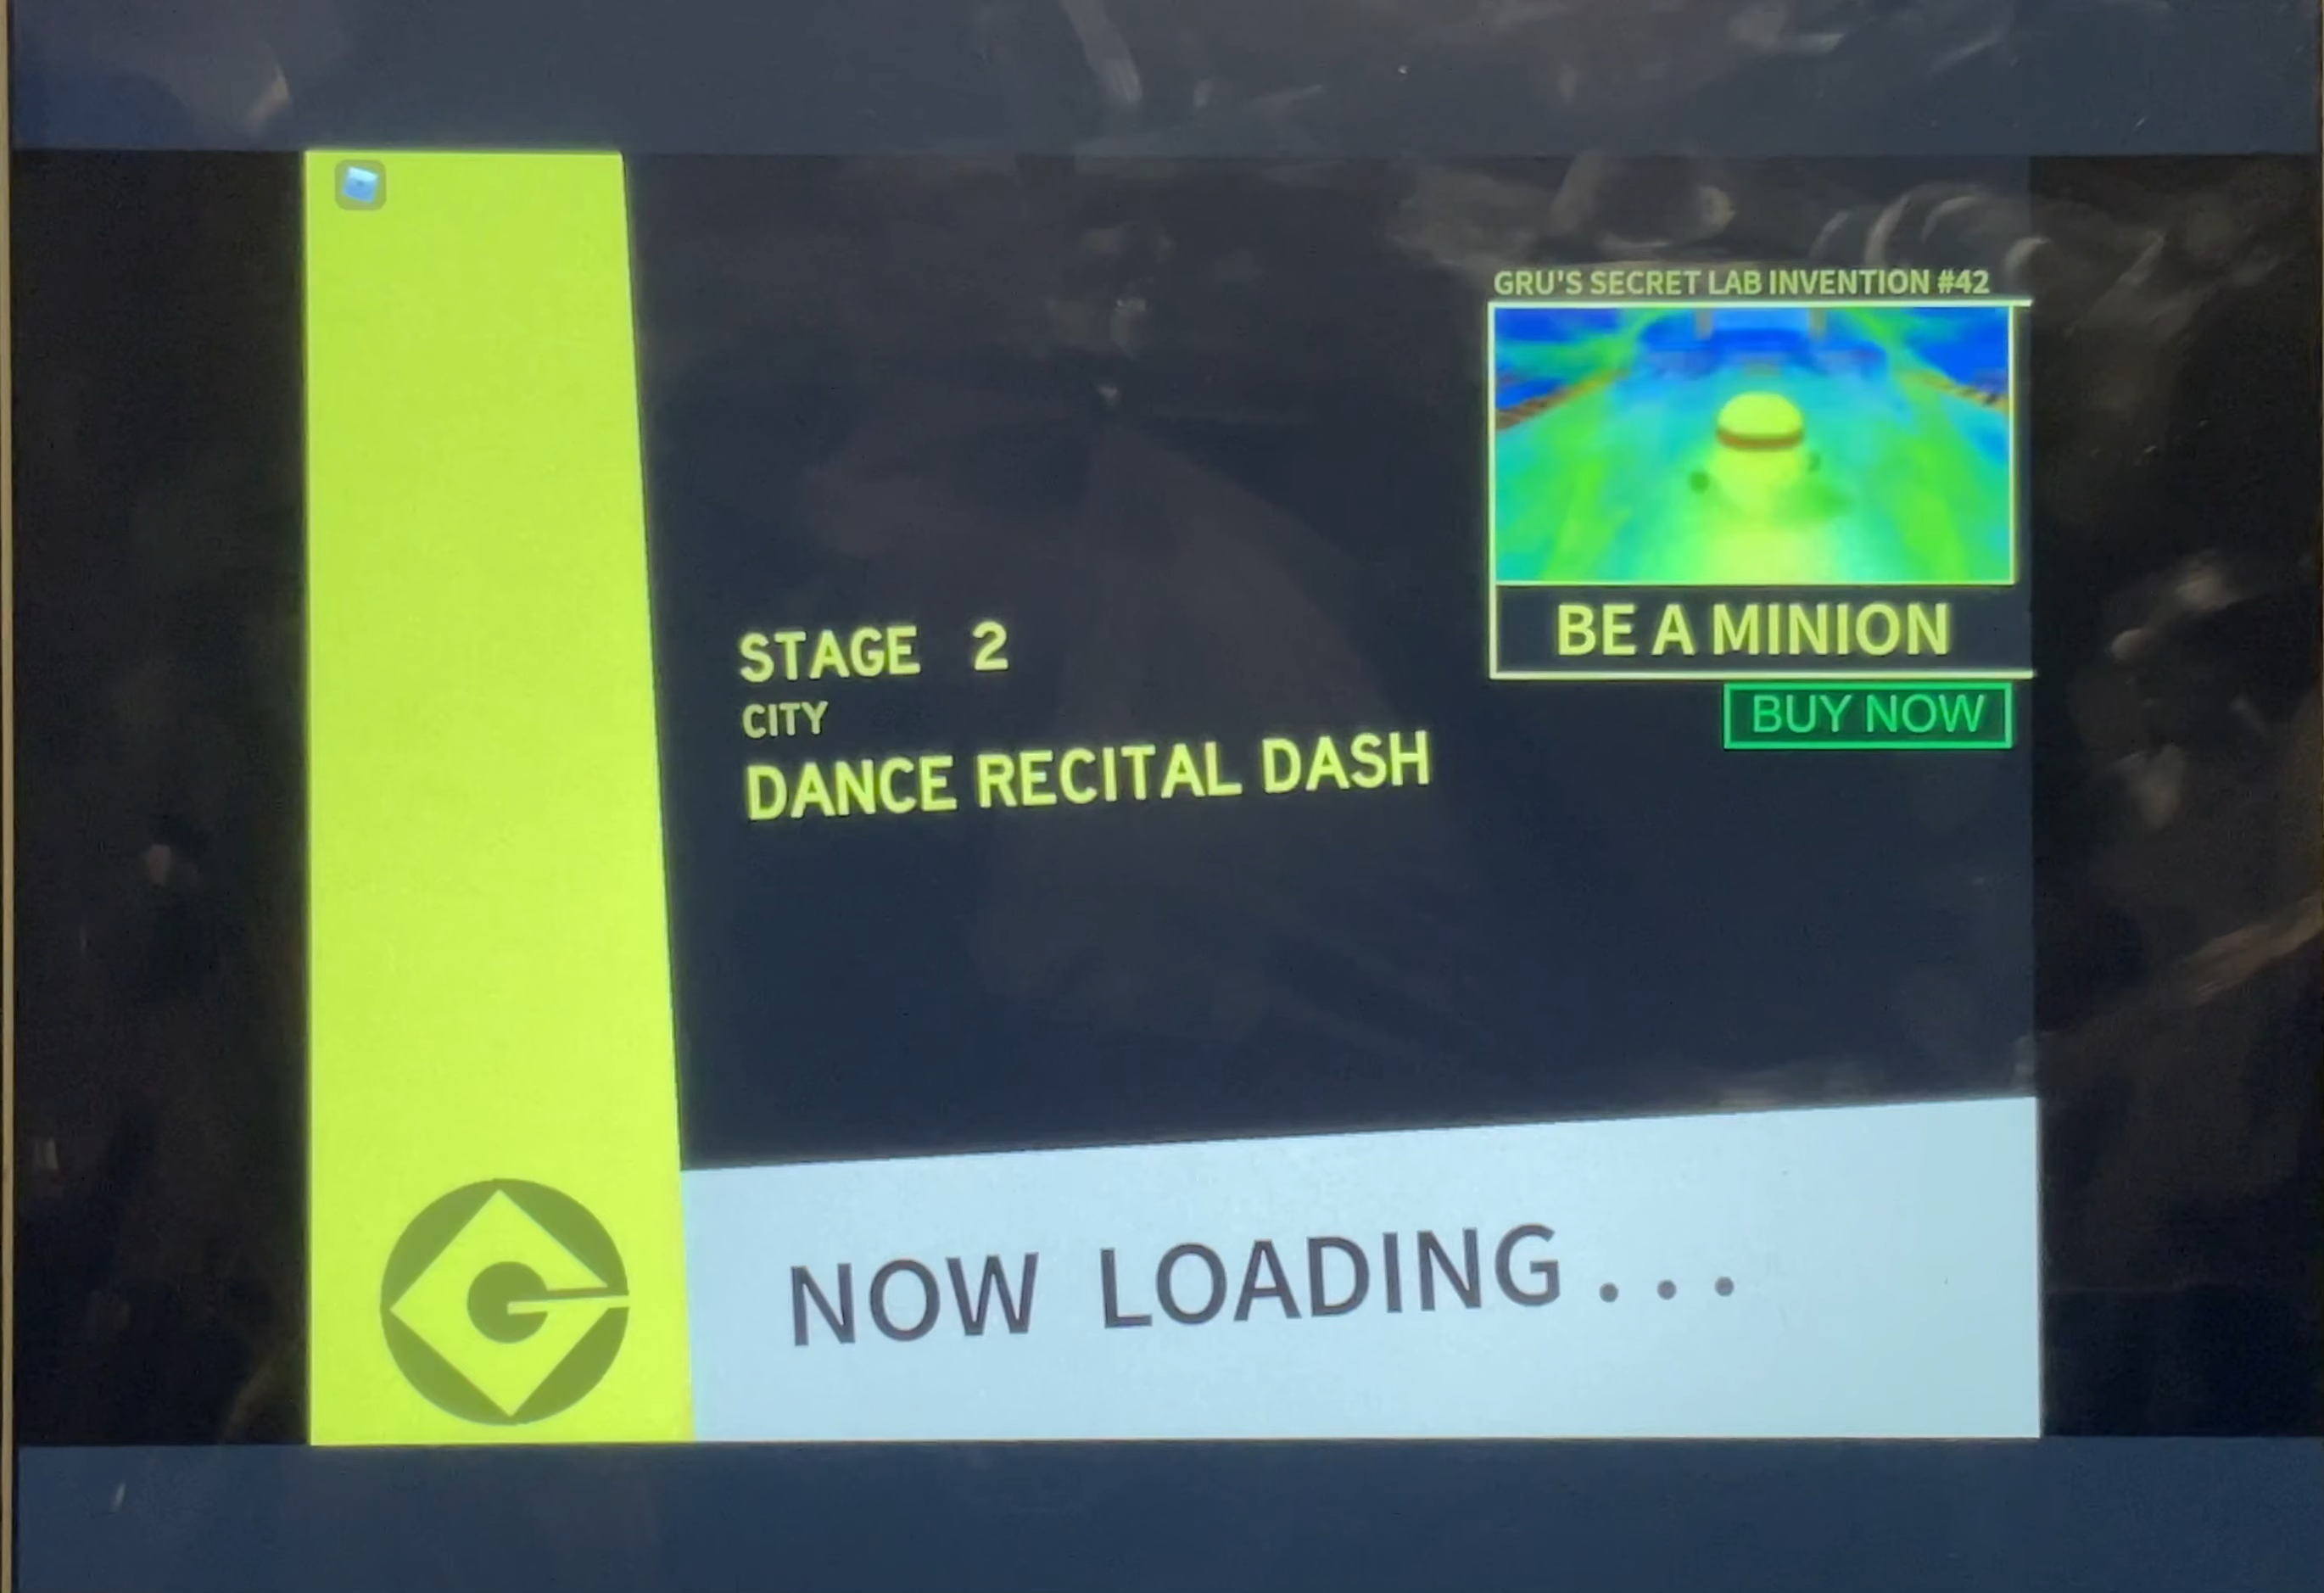 GRU'S SECRET LAB INVENTION #42
BE A MINION
BUY NOW
STAGE 2
CITY
DANCE RECITAL DASH
NOW LOADING...